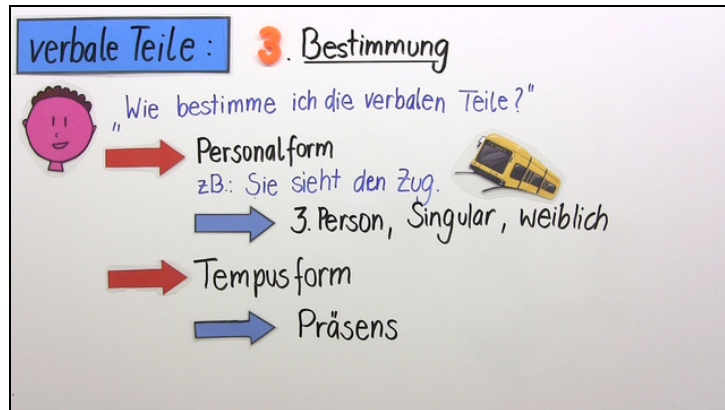 verbale Teile: 3. Bestimmung
„Wie bestimme ich die verbalen Teile?"
Personalform
zB.: Sie sieht den Zug.
3. Person, Singular, weiblich
Tempusform
Präsens